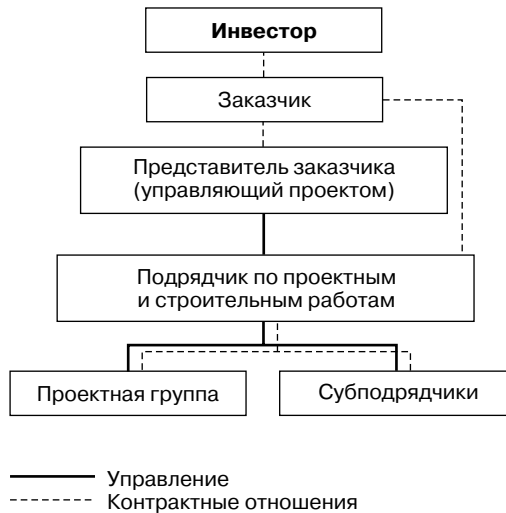 Инвестор
Заказчик
Представитель заказчика
(управляющий проектом)
Подрядчик по проектным
и строительным работам
Проектная группа
Субподрядчики
Управление
Контрактные отношения